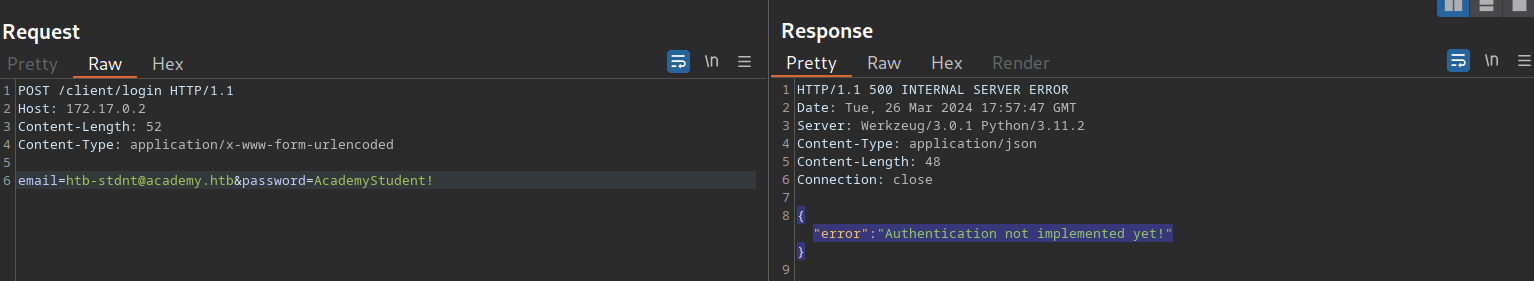 Request
Pretty Raw Hex \n
1 POST /client/login HTTP/1.1
2 Host: 172.17.0.2
3 Content-Length: 52
4 Content-Type: application/x-www-form-urlencoded
5
6 email=htb-stdnt@academy.htb&password=AcademyStudent!
Response
Pretty Raw Hex Render \n
1 HTTP/1.1 500 INTERNAL SERVER ERROR
2 Date: Tue, 26 Mar 2024 17:57:47 GMT
3 Server: Werkzeug/3.0.1 Python/3.11.2
4 Content-Type: application/json
5 Content-Length: 48
6 Connection: close
7
8 {
"error":"Authentication not implemented yet!"
}
9